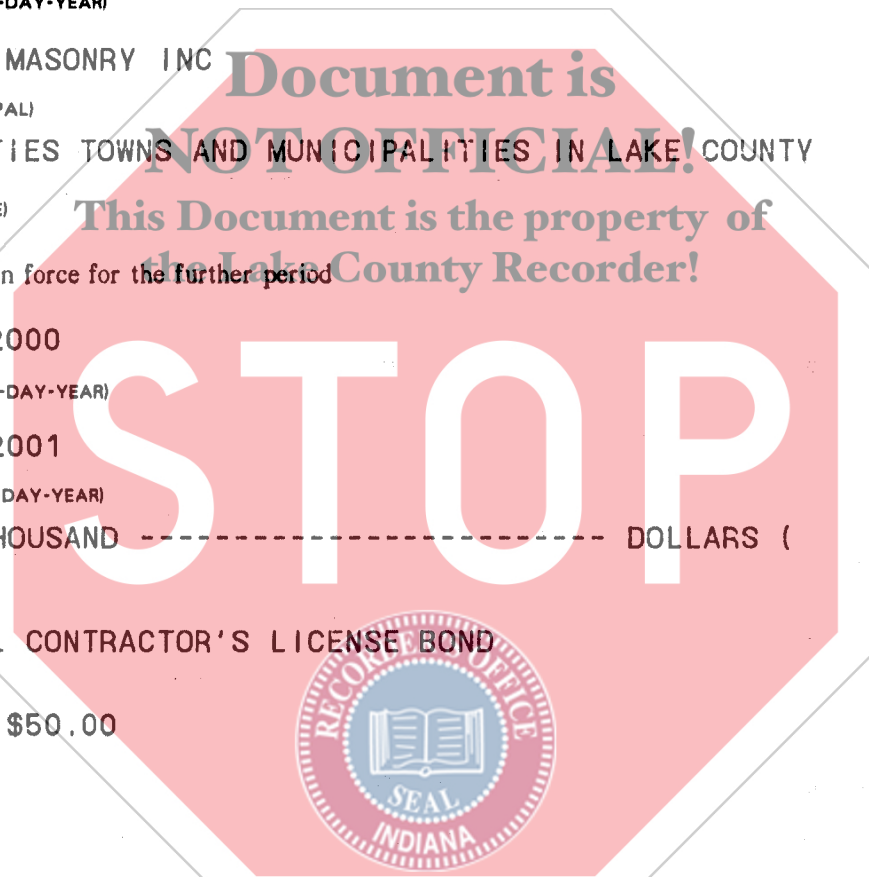 -DAY-YEAR)
MASONRY INC
Document is
PAL)
TIES TOWNS AND MUNICIPALITIES IN LAKE COUNTY
NOT OFFICIAL!
E)
This Document is the property of
n force for the further period
the Lake County Recorder!
2000
-DAY-YEAR)
2001
DAY-YEAR)
STOP
HOUSAND -------------------------- DOLLARS (
CONTRACTOR'S LICENSE BOND
$50.00
RECORDER'S OFFICE
SEAL
INDIANA